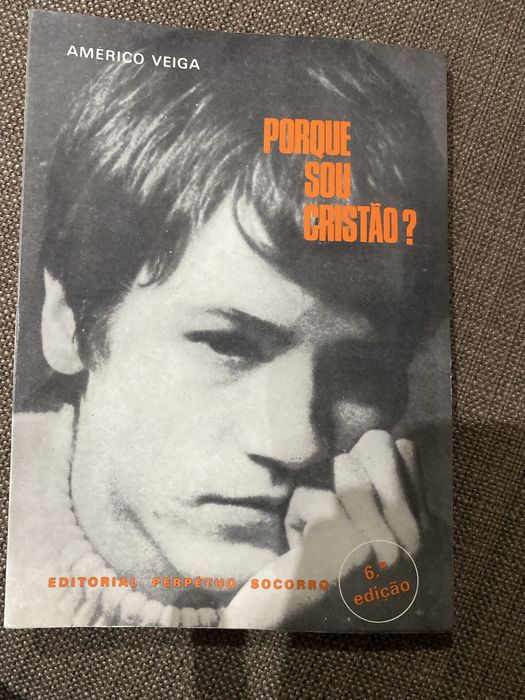 AMÉRICO VEIGA
PORQUE
SOU
CRISTÃO?
EDITORIAL PERPÉTUO SOCORRO
6.ª
edição